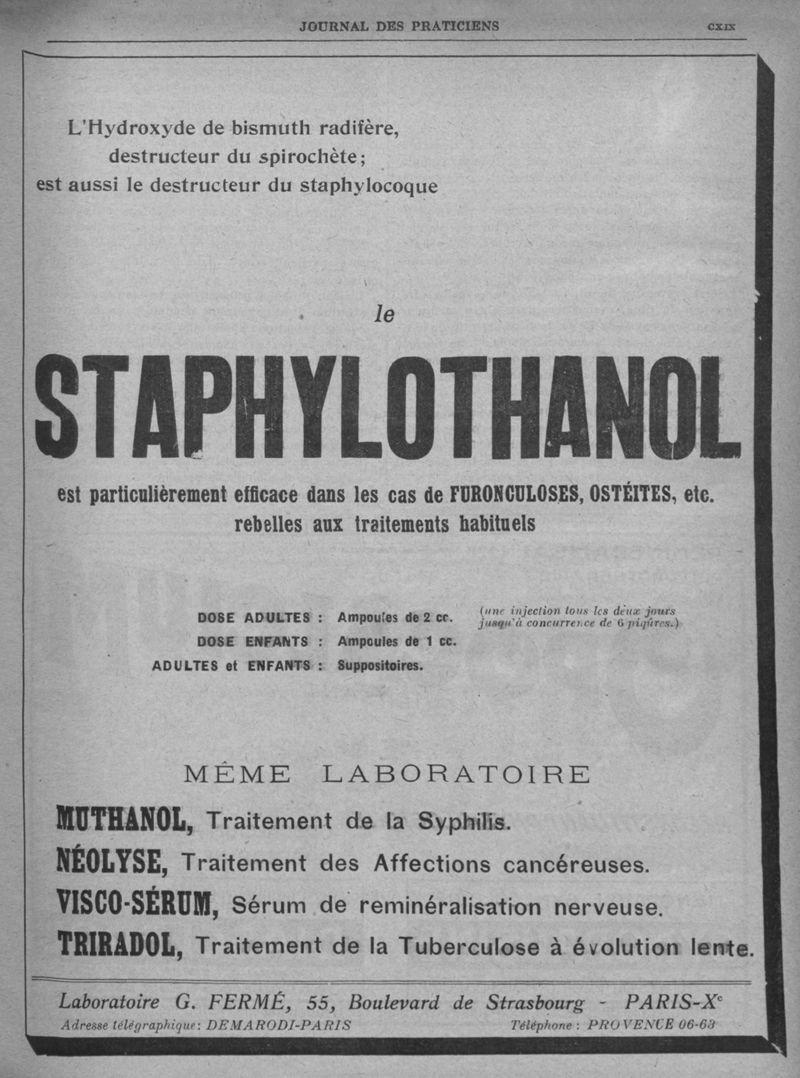 JOURNAL DES PRATICIENS CXIX
L'Hydroxyde de bismuth radifère,
destructeur du spirochète;
est aussi le destructeur du staphylocoque
le
STAPHYLOTHANOL
est particulièrement efficace dans les cas de FURONCULOSES, OSTÉITES, etc.
rebelles aux traitements habituels
DOSE ADULTES : Ampoules de 2 cc. (une injection tous les deux jours
jusqu'à concurrence de 6 piqûres.)
DOSE ENFANTS : Ampoules de 1 cc.
ADULTES et ENFANTS : Suppositoires.
MÊME LABORATOIRE
MUTHANOL, Traitement de la Syphilis.
NÉOLYSE, Traitement des Affections cancéreuses.
VISCO-SÉRUM, Sérum de reminéralisation nerveuse.
TRIRADOL, Traitement de la Tuberculose à évolution lente.
Laboratoire G. FERMÉ, 55, Boulevard de Strasbourg - PARIS-Xe
Adresse télégraphique: DEMARODI-PARIS Téléphone : PROVENCE 06-63